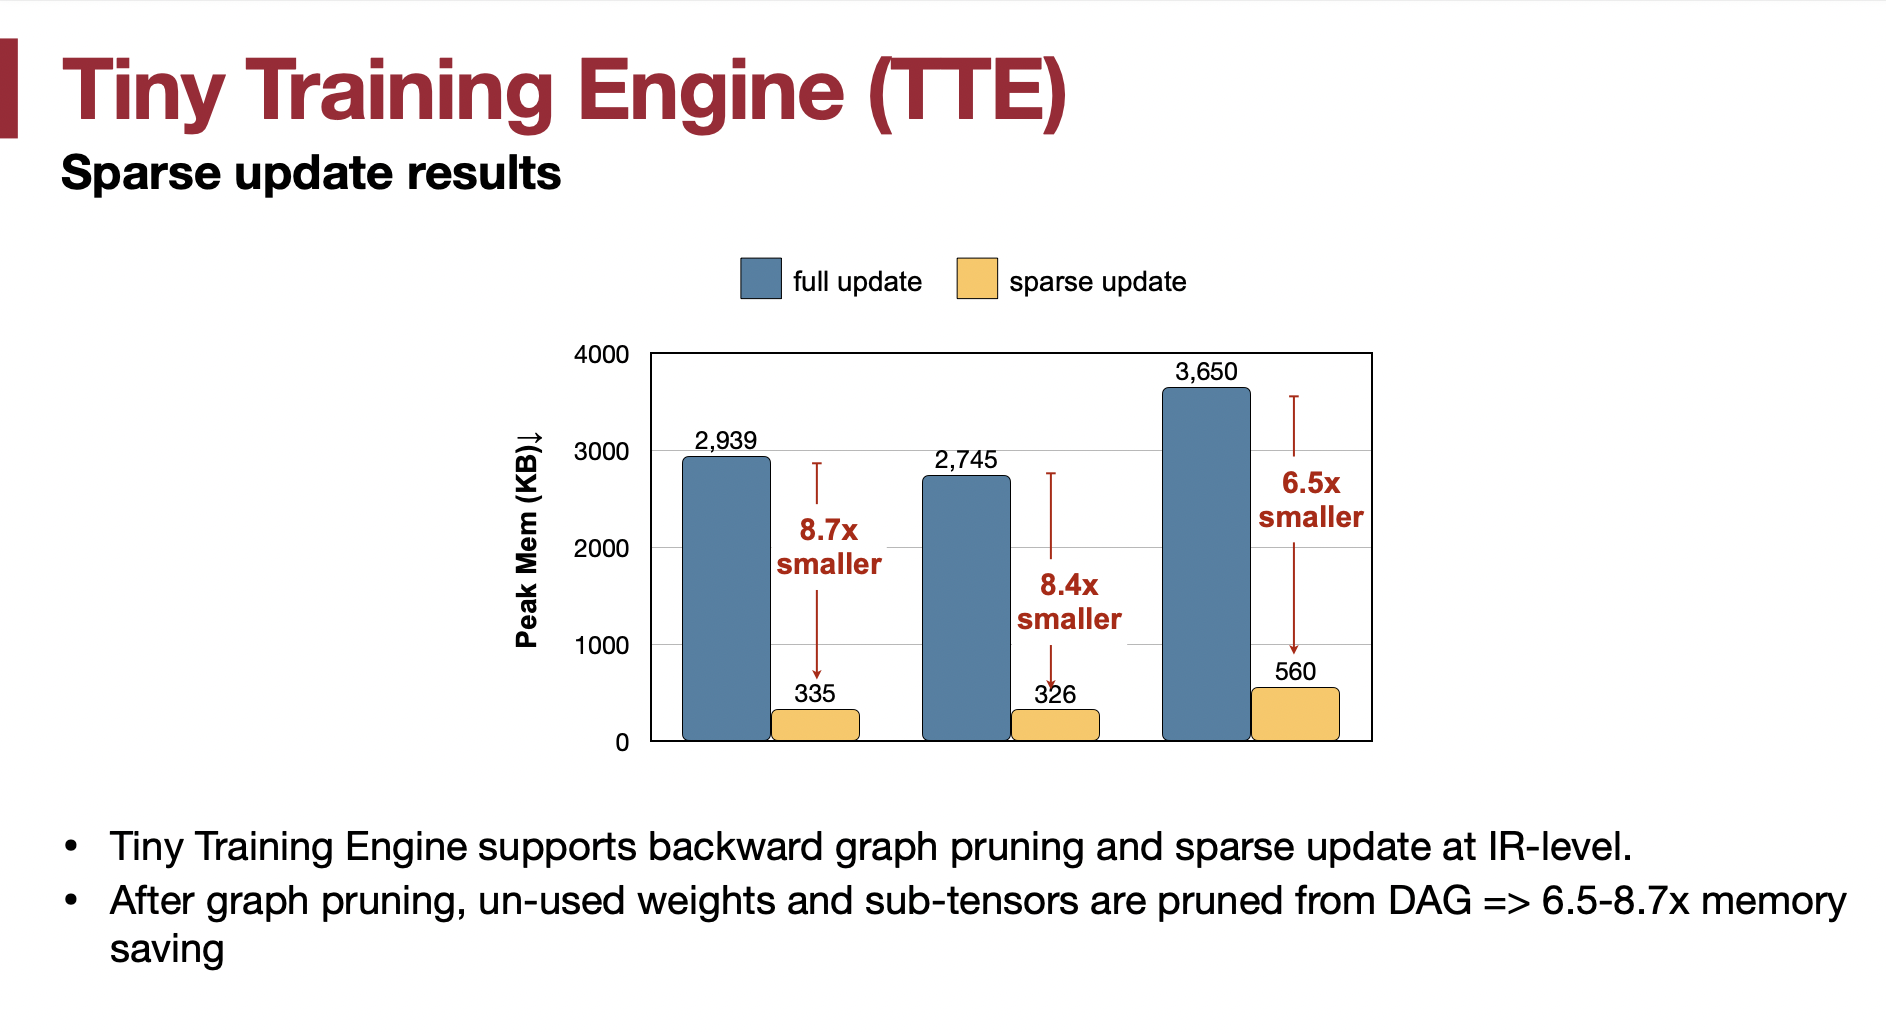 Tiny Training Engine (TTE)
Sparse update results
full update
sparse update
Peak Mem (KB)↓
4000
3000
2000
1000
0
2,939
8.7x
smaller
335
2,745
8.4x
smaller
326
3,650
6.5x
smaller
560
• Tiny Training Engine supports backward graph pruning and sparse update at IR-level.
• After graph pruning, un-used weights and sub-tensors are pruned from DAG => 6.5-8.7x memory
saving